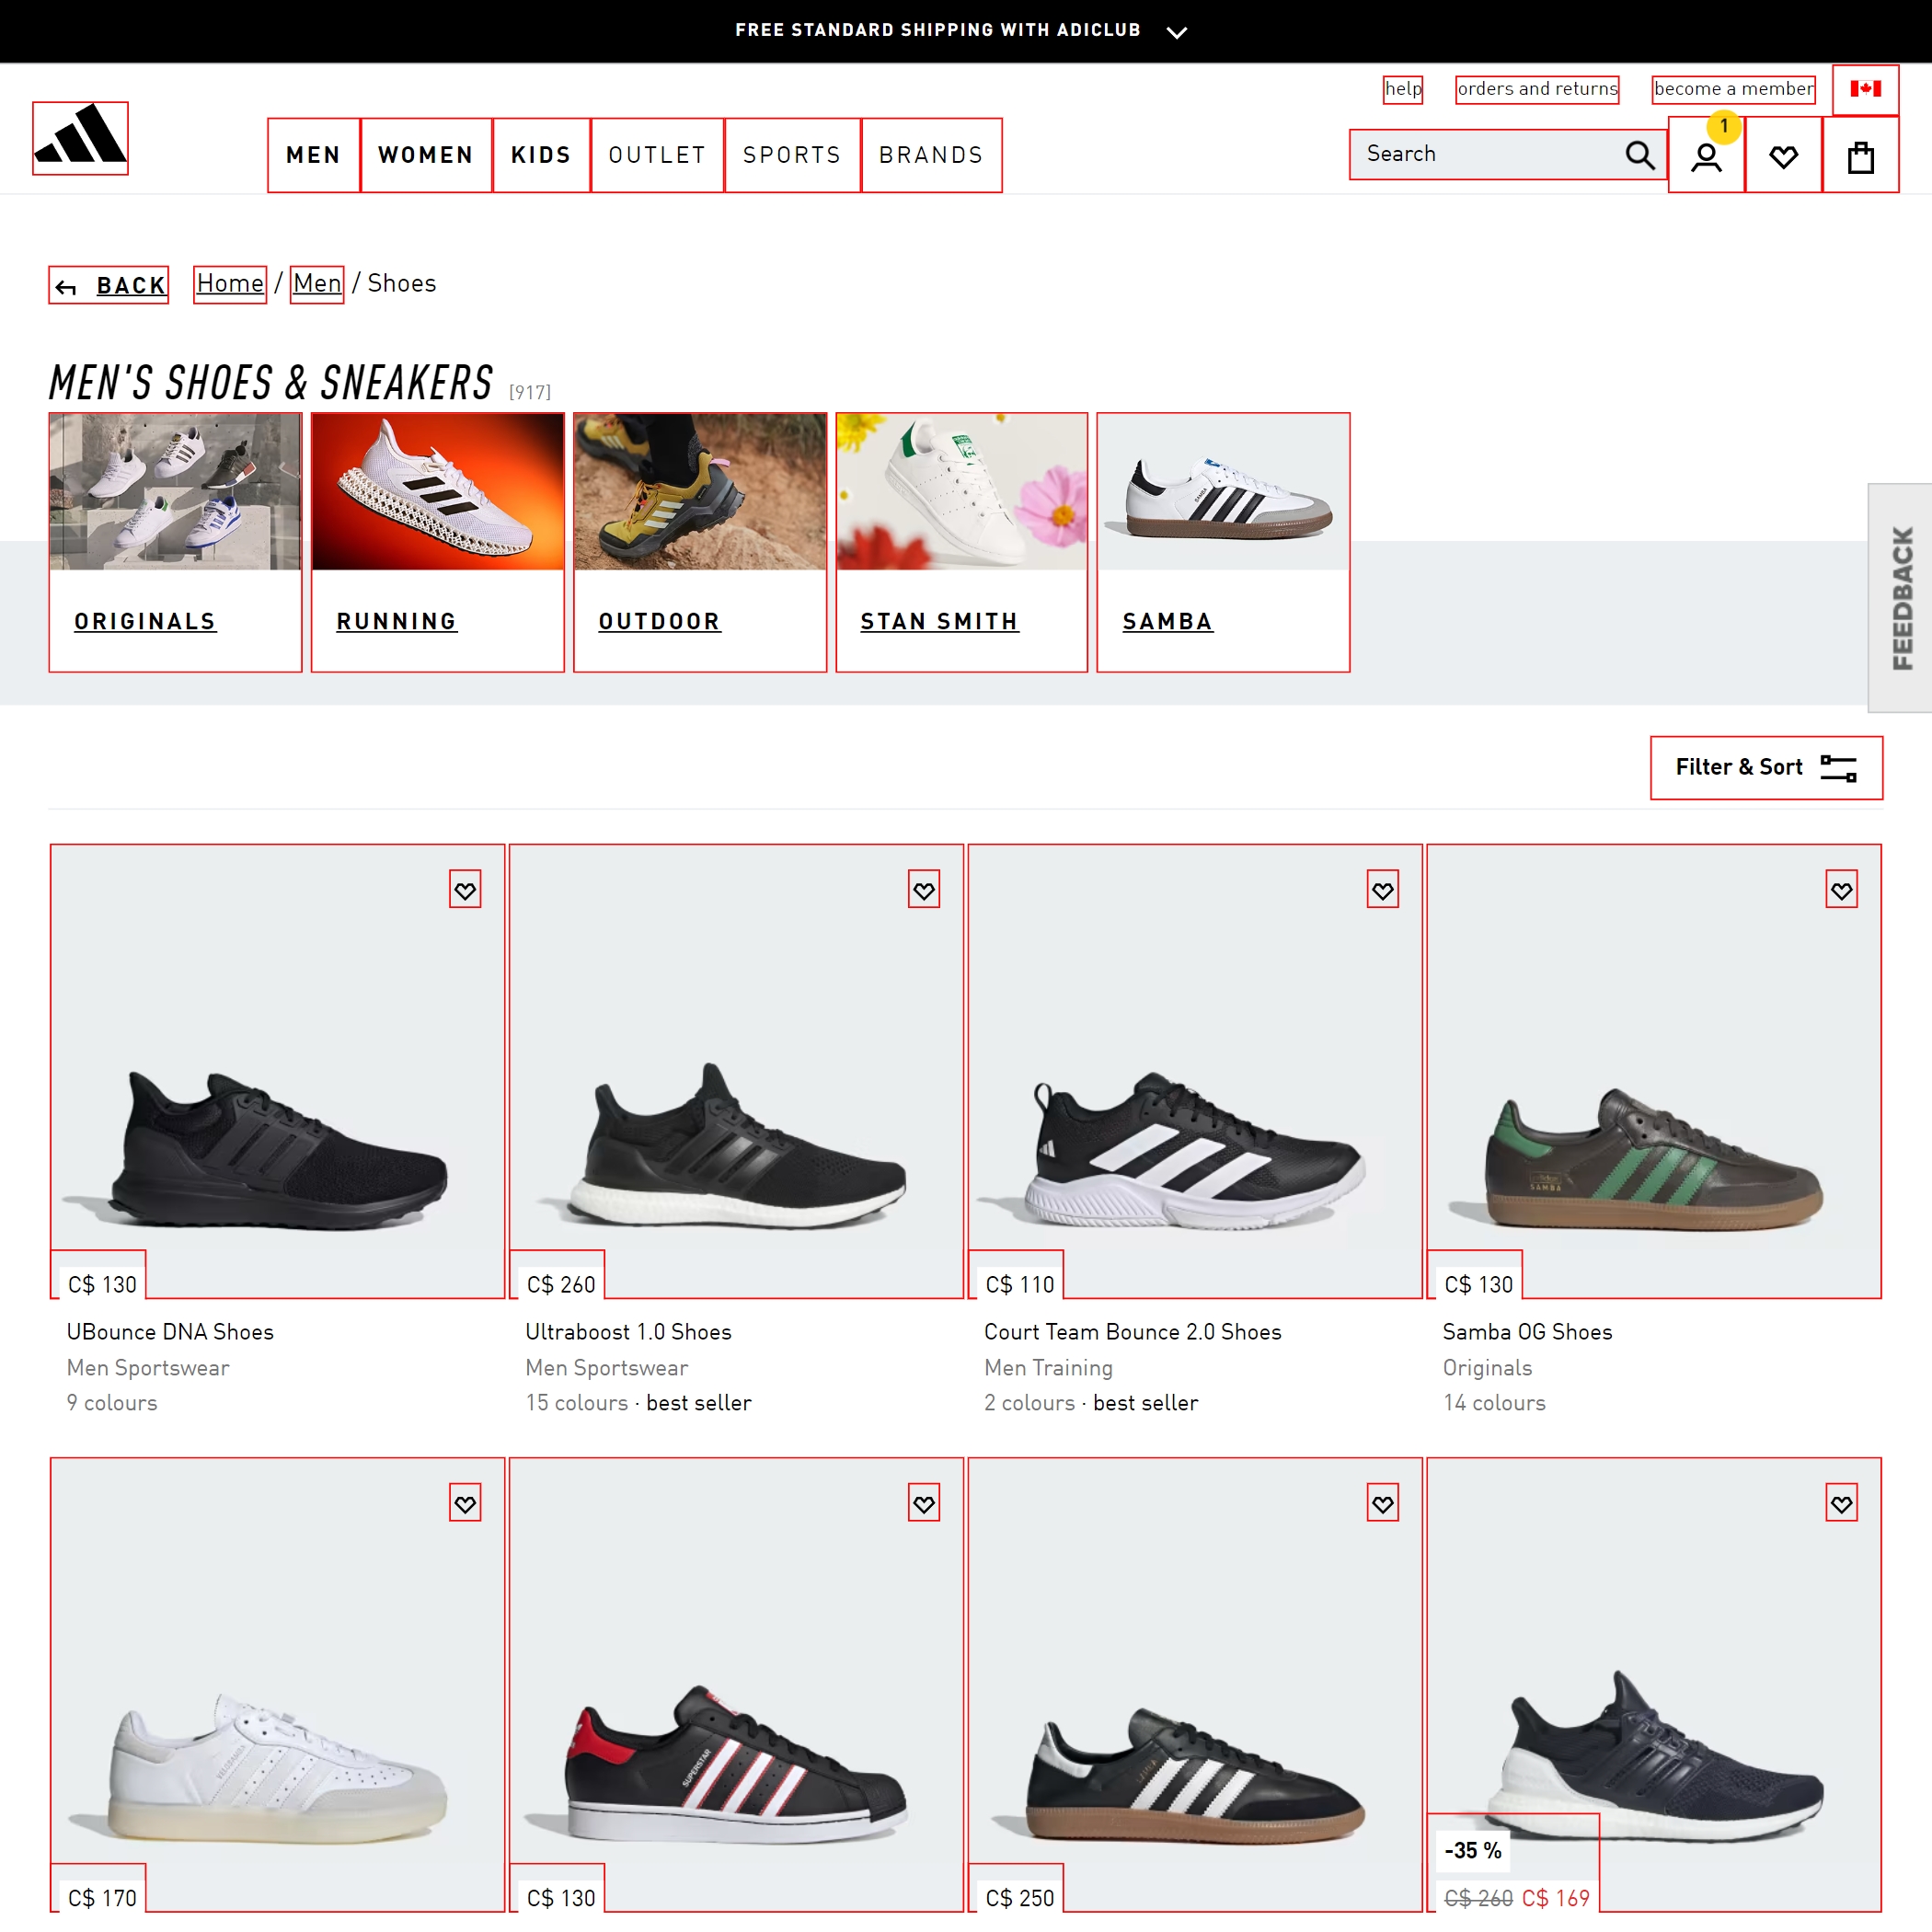 FREE STANDARD SHIPPING WITH ADICLUB
help orders and returns become a member
MEN WOMEN KIDS OUTLET SPORTS BRANDS
Search
1
BACK Home / Men / Shoes
MEN'S SHOES & SNEAKERS [917]
ORIGINALS RUNNING OUTDOOR STAN SMITH SAMBA
FEEDBACK
Filter & Sort
C$ 130 C$ 260 C$ 110 C$ 130
UBounce DNA Shoes Ultraboost 1.0 Shoes Court Team Bounce 2.0 Shoes Samba OG Shoes
Men Sportswear Men Sportswear Men Training Originals
9 colours 15 colours · best seller 2 colours · best seller 14 colours
SUPERSTAR
-35 %
C$ 170 C$ 130 C$ 250 C$ 260 C$ 169